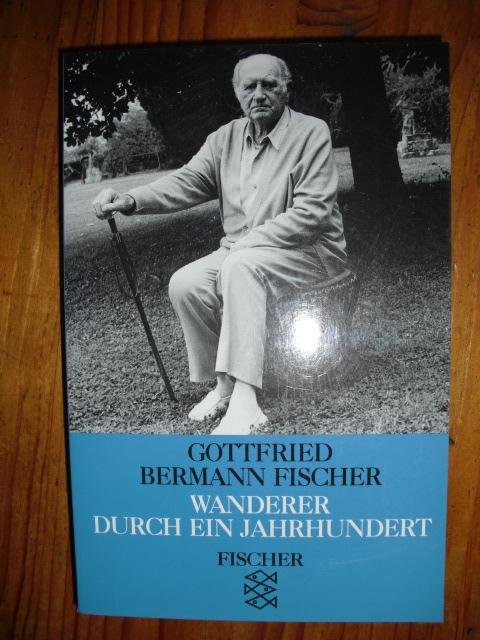 GOTTFRIED
BERMANN FISCHER
WANDERER
DURCH EIN JAHRHUNDERT
FISCHER